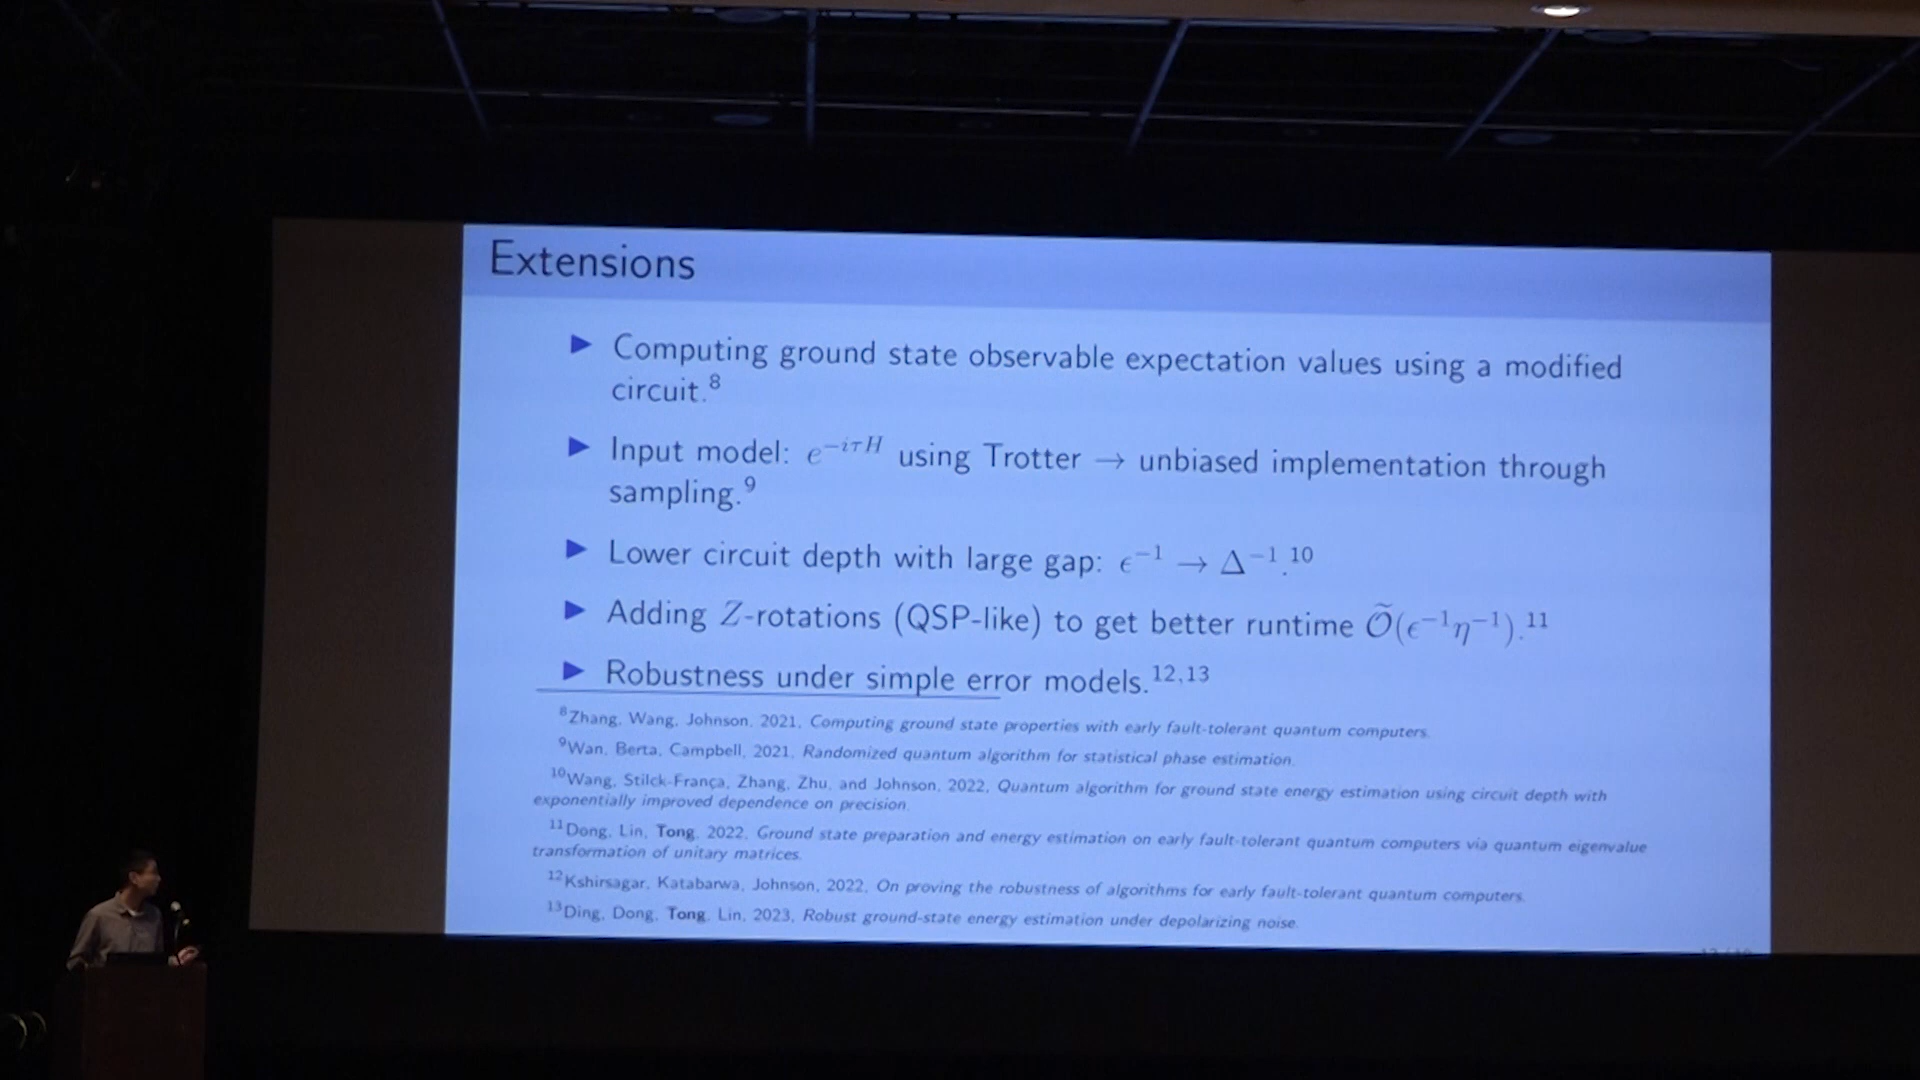 Extensions
▶ Computing ground state observable expectation values using a modified
circuit.⁸
▶ Input model: e^{−iτH} using Trotter → unbiased implementation through
sampling.⁹
▶ Lower circuit depth with large gap: ϵ^{−1} → Δ^{−1}.¹⁰
▶ Adding Z-rotations (QSP-like) to get better runtime Õ(ϵ^{−1}η^{−1}).¹¹
▶ Robustness under simple error models.¹²,¹³
⁸Zhang, Wang, Johnson, 2021, Computing ground state properties with early fault-tolerant quantum computers.
⁹Wan, Berta, Campbell, 2021, Randomized quantum algorithm for statistical phase estimation.
¹⁰Wang, Stilck-França, Zhang, Zhu, and Johnson, 2022, Quantum algorithm for ground state energy estimation using circuit depth with
exponentially improved dependence on precision.
¹¹Dong, Lin, Tong, 2022, Ground state preparation and energy estimation on early fault-tolerant quantum computers via quantum eigenvalue
transformation of unitary matrices.
¹²Kshirsagar, Katabarwa, Johnson, 2022, On proving the robustness of algorithms for early fault-tolerant quantum computers.
¹³Ding, Dong, Tong, Lin, 2023, Robust ground-state energy estimation under depolarizing noise.